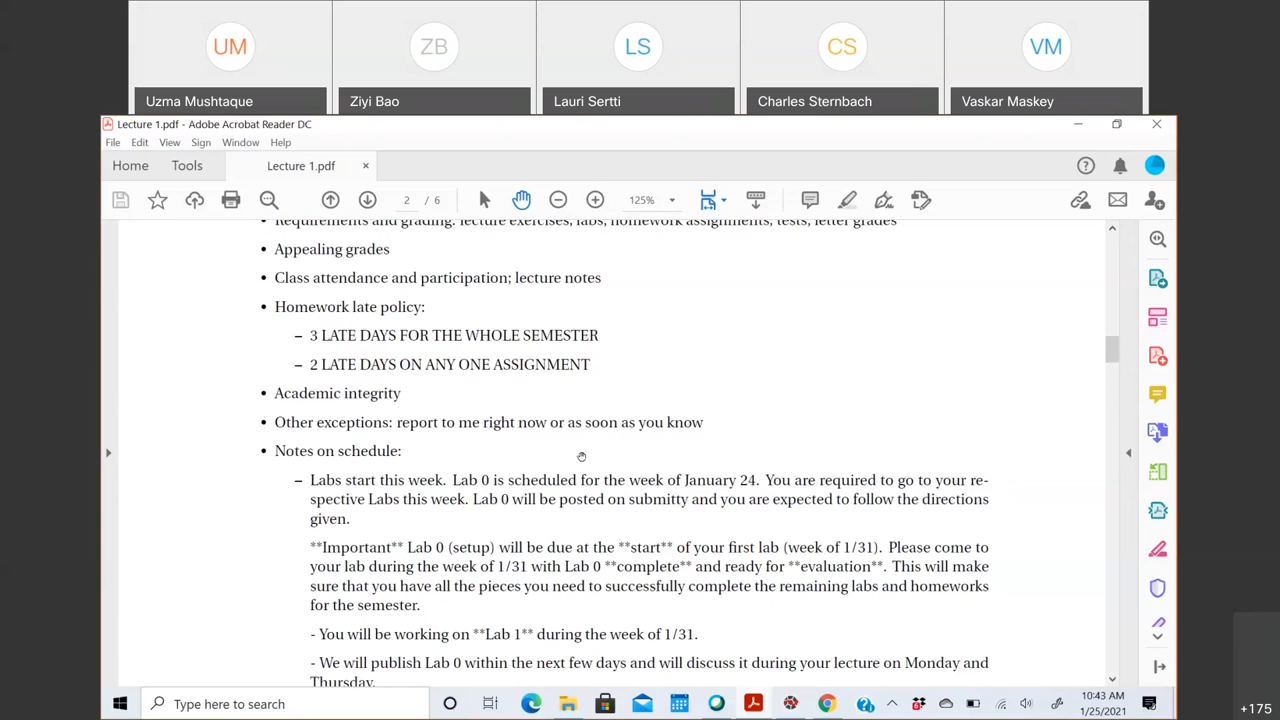 UM
ZB
LS
CS
VM
Uzma Mushtaque
Ziyi Bao
Lauri Sertti
Charles Sternbach
Vaskar Maskey
Lecture 1.pdf - Adobe Acrobat Reader DC
File Edit View Sign Window Help
Home Tools Lecture 1.pdf ×
2 / 6 125%
• Requirements and grading: lecture exercises, labs, homework assignments, tests, letter grades
• Appealing grades
• Class attendance and participation; lecture notes
• Homework late policy:
– 3 LATE DAYS FOR THE WHOLE SEMESTER
– 2 LATE DAYS ON ANY ONE ASSIGNMENT
• Academic integrity
• Other exceptions: report to me right now or as soon as you know
• Notes on schedule:
– Labs start this week. Lab 0 is scheduled for the week of January 24. You are required to go to your re-
spective Labs this week. Lab 0 will be posted on submitty and you are expected to follow the directions
given.
**Important** Lab 0 (setup) will be due at the **start** of your first lab (week of 1/31). Please come to
your lab during the week of 1/31 with Lab 0 **complete** and ready for **evaluation**. This will make
sure that you have all the pieces you need to successfully complete the remaining labs and homeworks
for the semester.
- You will be working on **Lab 1** during the week of 1/31.
- We will publish Lab 0 within the next few days and will discuss it during your lecture on Monday and
Thursday.
Type here to search
10:43 AM
1/25/2021
+175